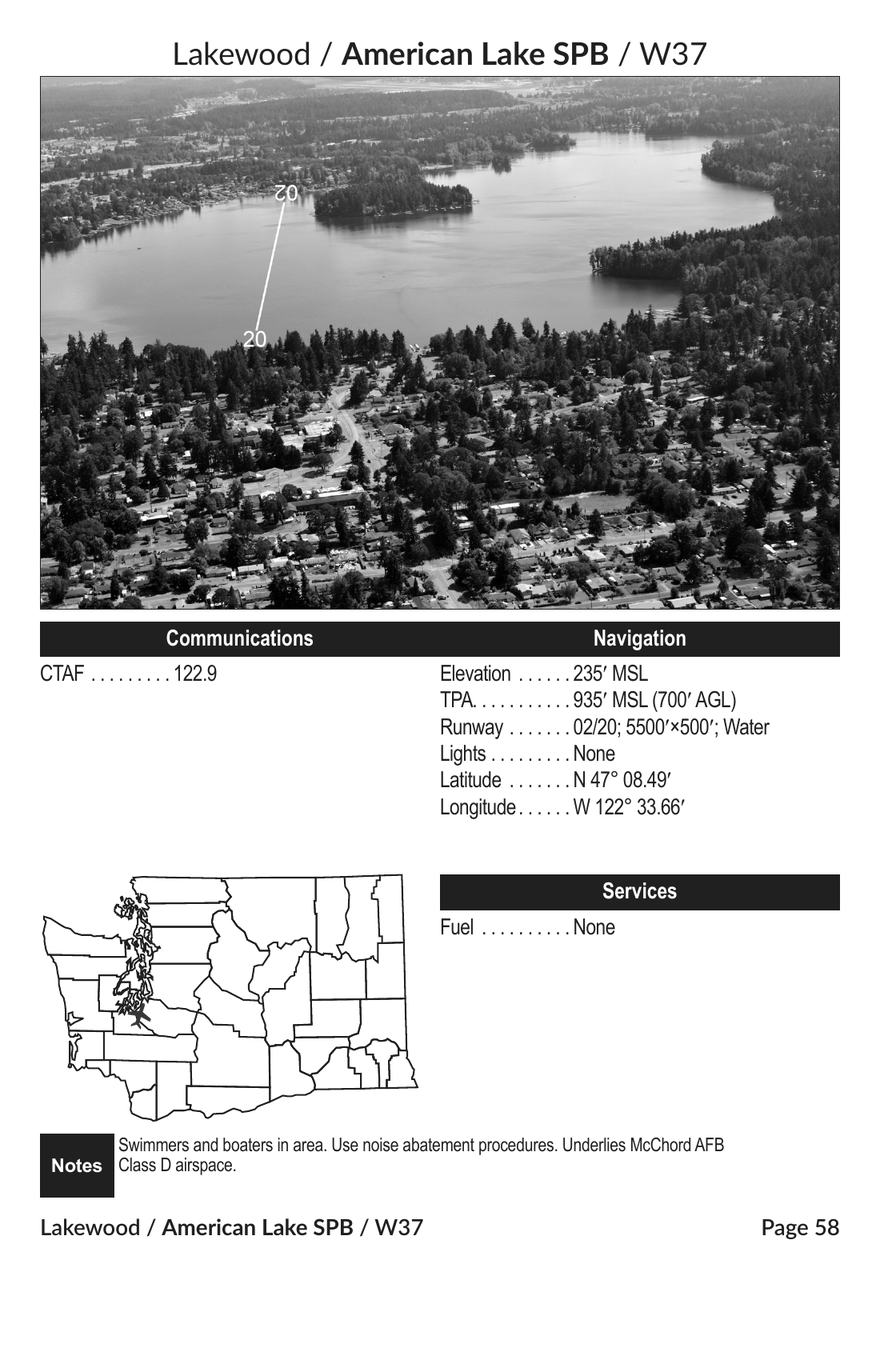 Lakewood / American Lake SPB / W37
02
20
Communications
CTAF . . . . . . . . . 122.9
Navigation
Elevation . . . . . . 235′ MSL
TPA. . . . . . . . . . . 935′ MSL (700′ AGL)
Runway . . . . . . . 02/20; 5500′×500′; Water
Lights . . . . . . . . . None
Latitude . . . . . . . N 47° 08.49′
Longitude . . . . . . W 122° 33.66′
Services
Fuel . . . . . . . . . . None
Notes
Swimmers and boaters in area. Use noise abatement procedures. Underlies McChord AFB
Class D airspace.
Lakewood / American Lake SPB / W37
Page 58